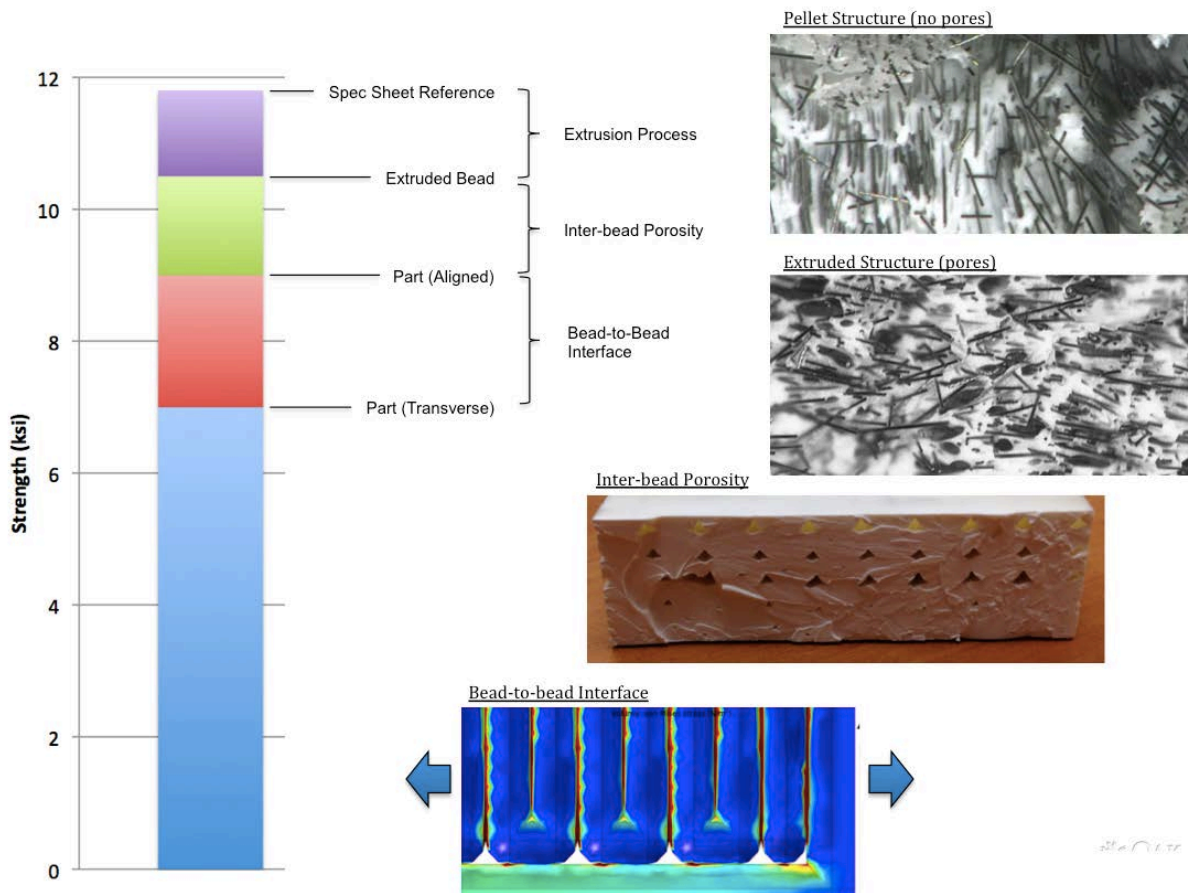 Pellet Structure (no pores)
12
Spec Sheet Reference
Extrusion Process
Extruded Bead
10
Inter-bead Porosity
Extruded Structure (pores)
Part (Aligned)
8
Bead-to-Bead
Interface
Part (Transverse)
Strength (ksi)
6
Inter-bead Porosity
4
Bead-to-bead Interface
2
0